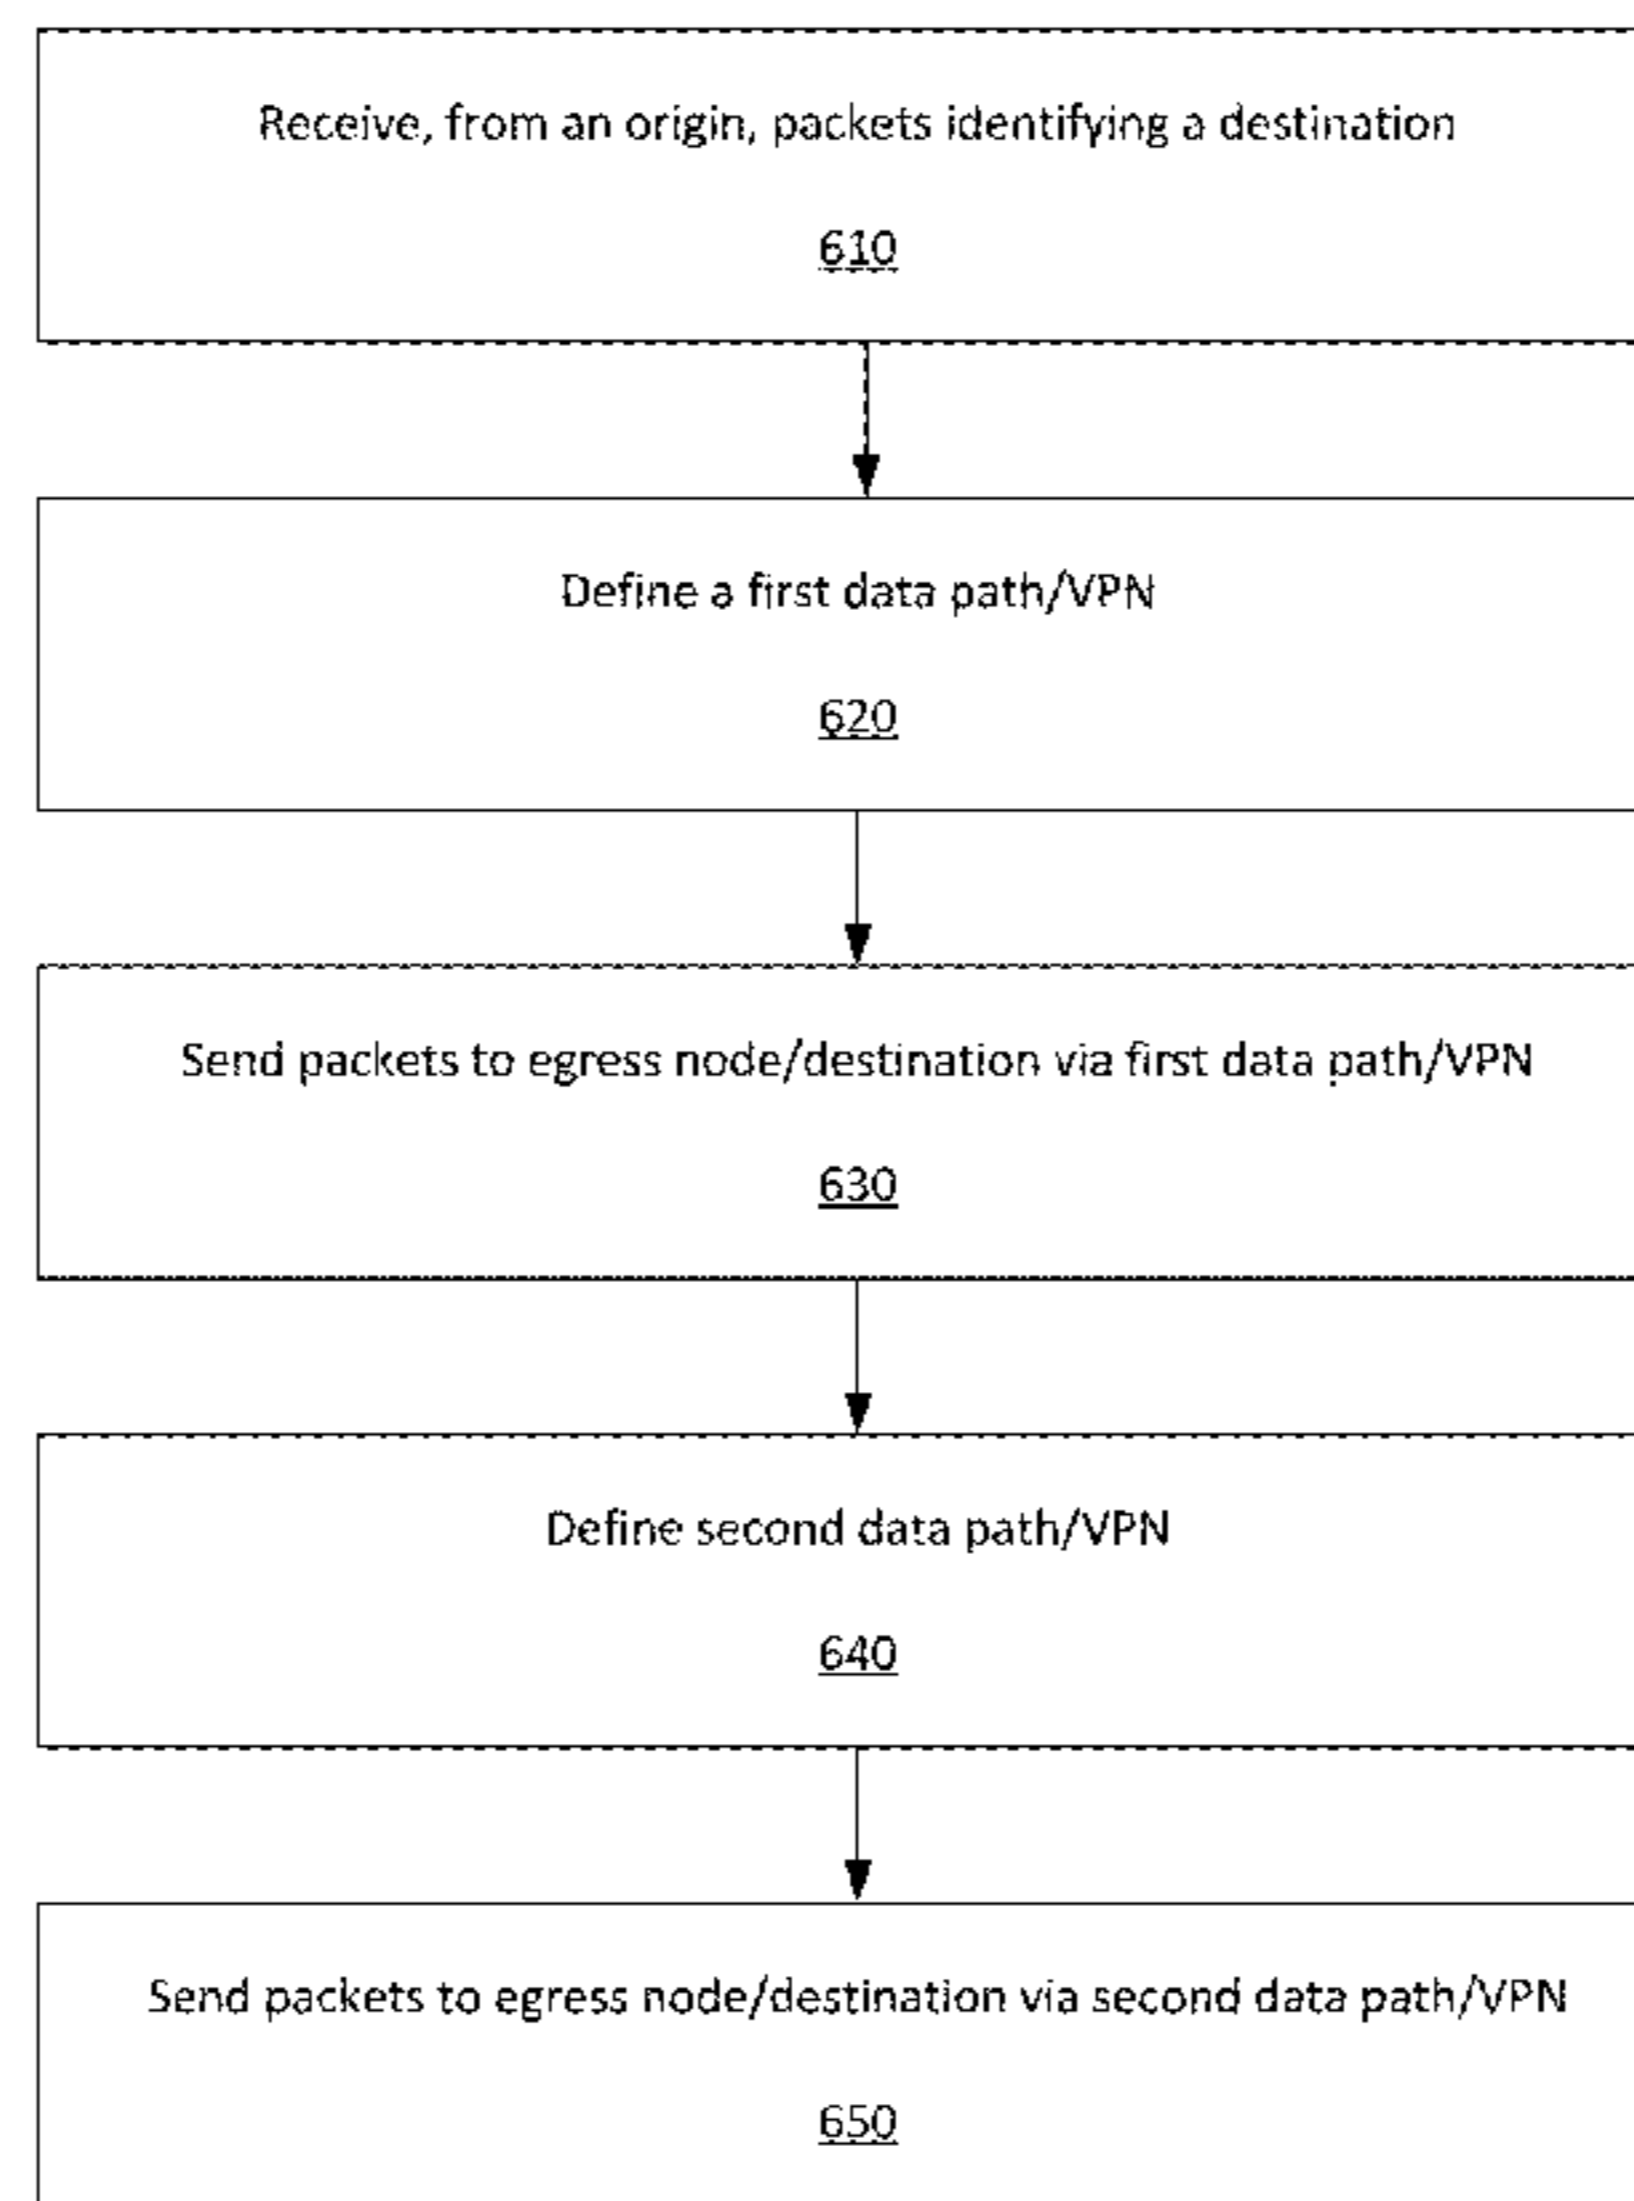 Receive, from an origin, packets identifying a destination
610
Define a first data path/VPN
620
Send packets to egress node/destination via first data path/VPN
630
Define second data path/VPN
640
Send packets to egress node/destination via second data path/VPN
650